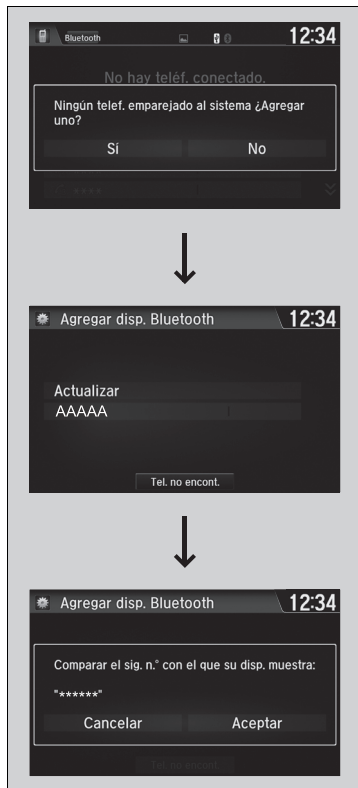 Bluetooth
0
12:34
No hay teléf. conectado.
Ningún telef. emparejado al sistema ¿Agregar
uno?
Sí
No
****
Agregar disp. Bluetooth
12:34
Actualizar
AAAAA
Tel. no encont.
Agregar disp. Bluetooth
12:34
Comparar el sig. n.° con el que su disp. muestra:
"******"
Cancelar
Aceptar
Tel. no encont.